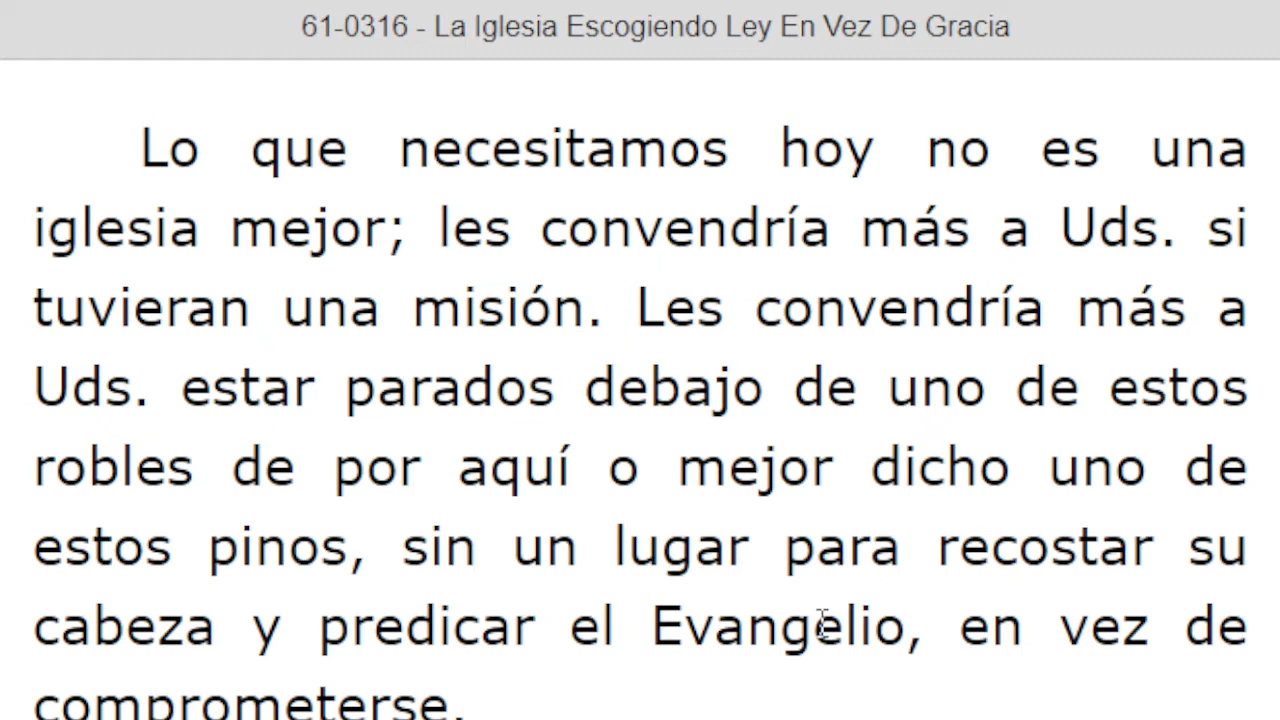 61-0316 - La Iglesia Escogiendo Ley En Vez De Gracia
Lo que necesitamos hoy no es una
iglesia mejor; les convendría más a Uds. si
tuvieran una misión. Les convendría más a
Uds. estar parados debajo de uno de estos
robles de por aquí o mejor dicho uno de
estos pinos, sin un lugar para recostar su
cabeza y predicar el Evangelio, en vez de
comprometerse.